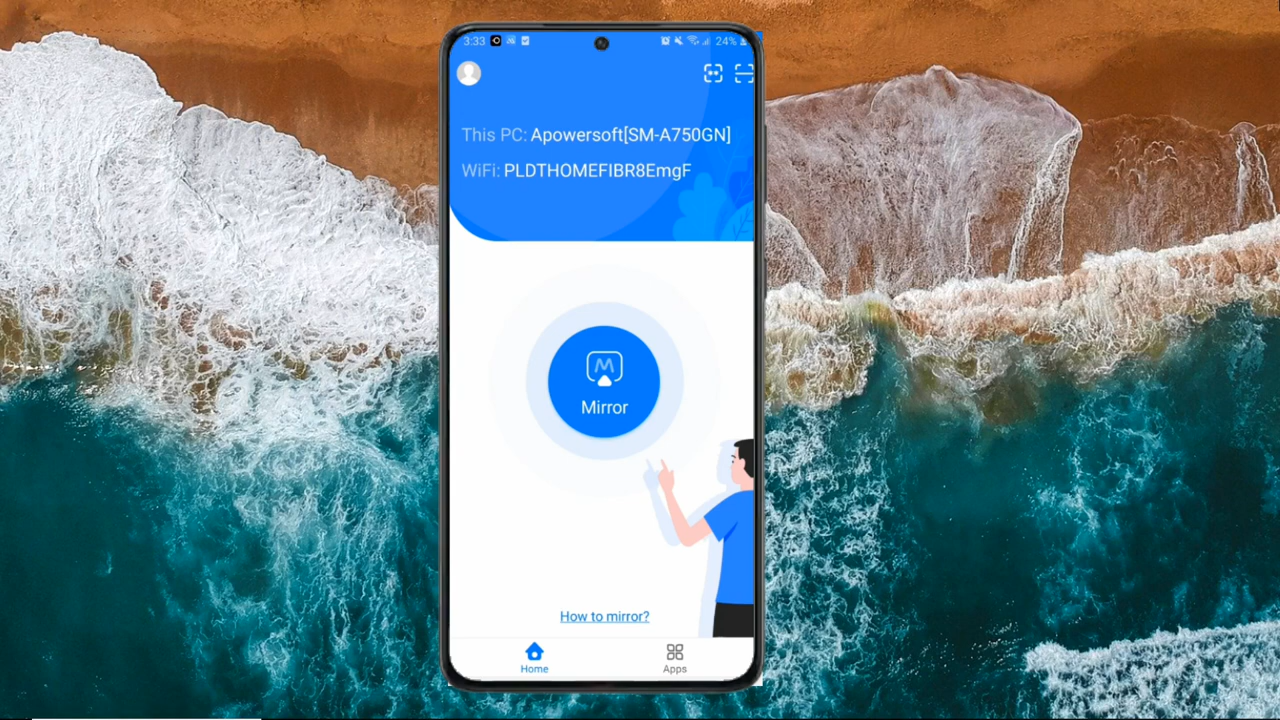 3:33 24%
This PC: Apowersoft[SM-A750GN]
WiFi: PLDTHOMEFIBR8EmgF
M
Mirror
How to mirror?
Home Apps